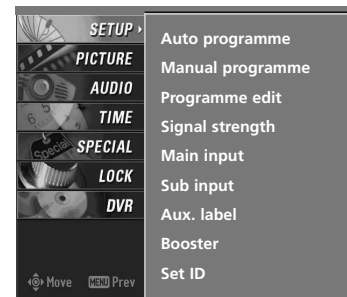 SETUP
PICTURE
AUDIO
TIME
SPECIAL
LOCK
DVR
Move MENU Prev
Auto programme
Manual programme
Programme edit
Signal strength
Main input
Sub input
Aux. label
Booster
Set ID